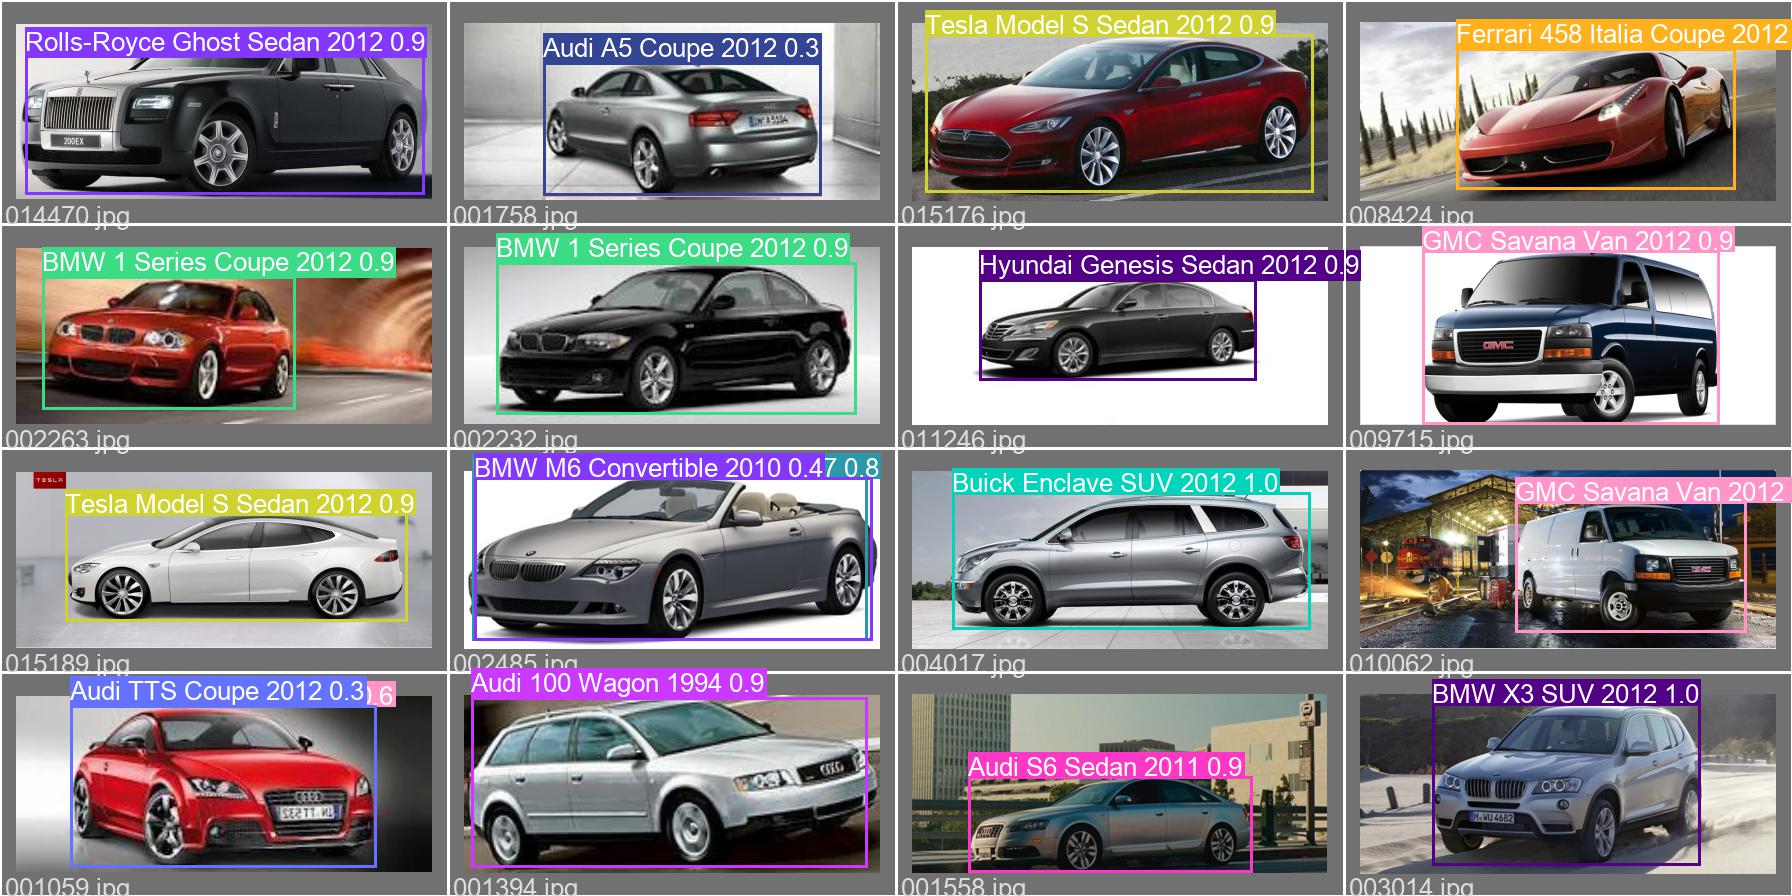 Rolls-Royce Ghost Sedan 2012 0.9
200EX
014470.jpg
Audi A5 Coupe 2012 0.3
001758.jpg
Tesla Model S Sedan 2012 0.9
015176.jpg
Ferrari 458 Italia Coupe 2012
008424.jpg
BMW 1 Series Coupe 2012 0.9
002263.jpg
BMW 1 Series Coupe 2012 0.9
002232.jpg
Hyundai Genesis Sedan 2012 0.9
011246.jpg
GMC Savana Van 2012 0.9
GMC
009715.jpg
TESLA
Tesla Model S Sedan 2012 0.9
015189.jpg
BMW M6 Convertible 2010 0.47 0.8
002485.jpg
Buick Enclave SUV 2012 1.0
004017.jpg
GMC Savana Van 2012
GMC
010062.jpg
Audi TTS Coupe 2012 0.3 0.6
001059.jpg
Audi 100 Wagon 1994 0.9
001394.jpg
Audi S6 Sedan 2011 0.9
P
001558.jpg
BMW X3 SUV 2012 1.0
M WU 4682
003014.jpg